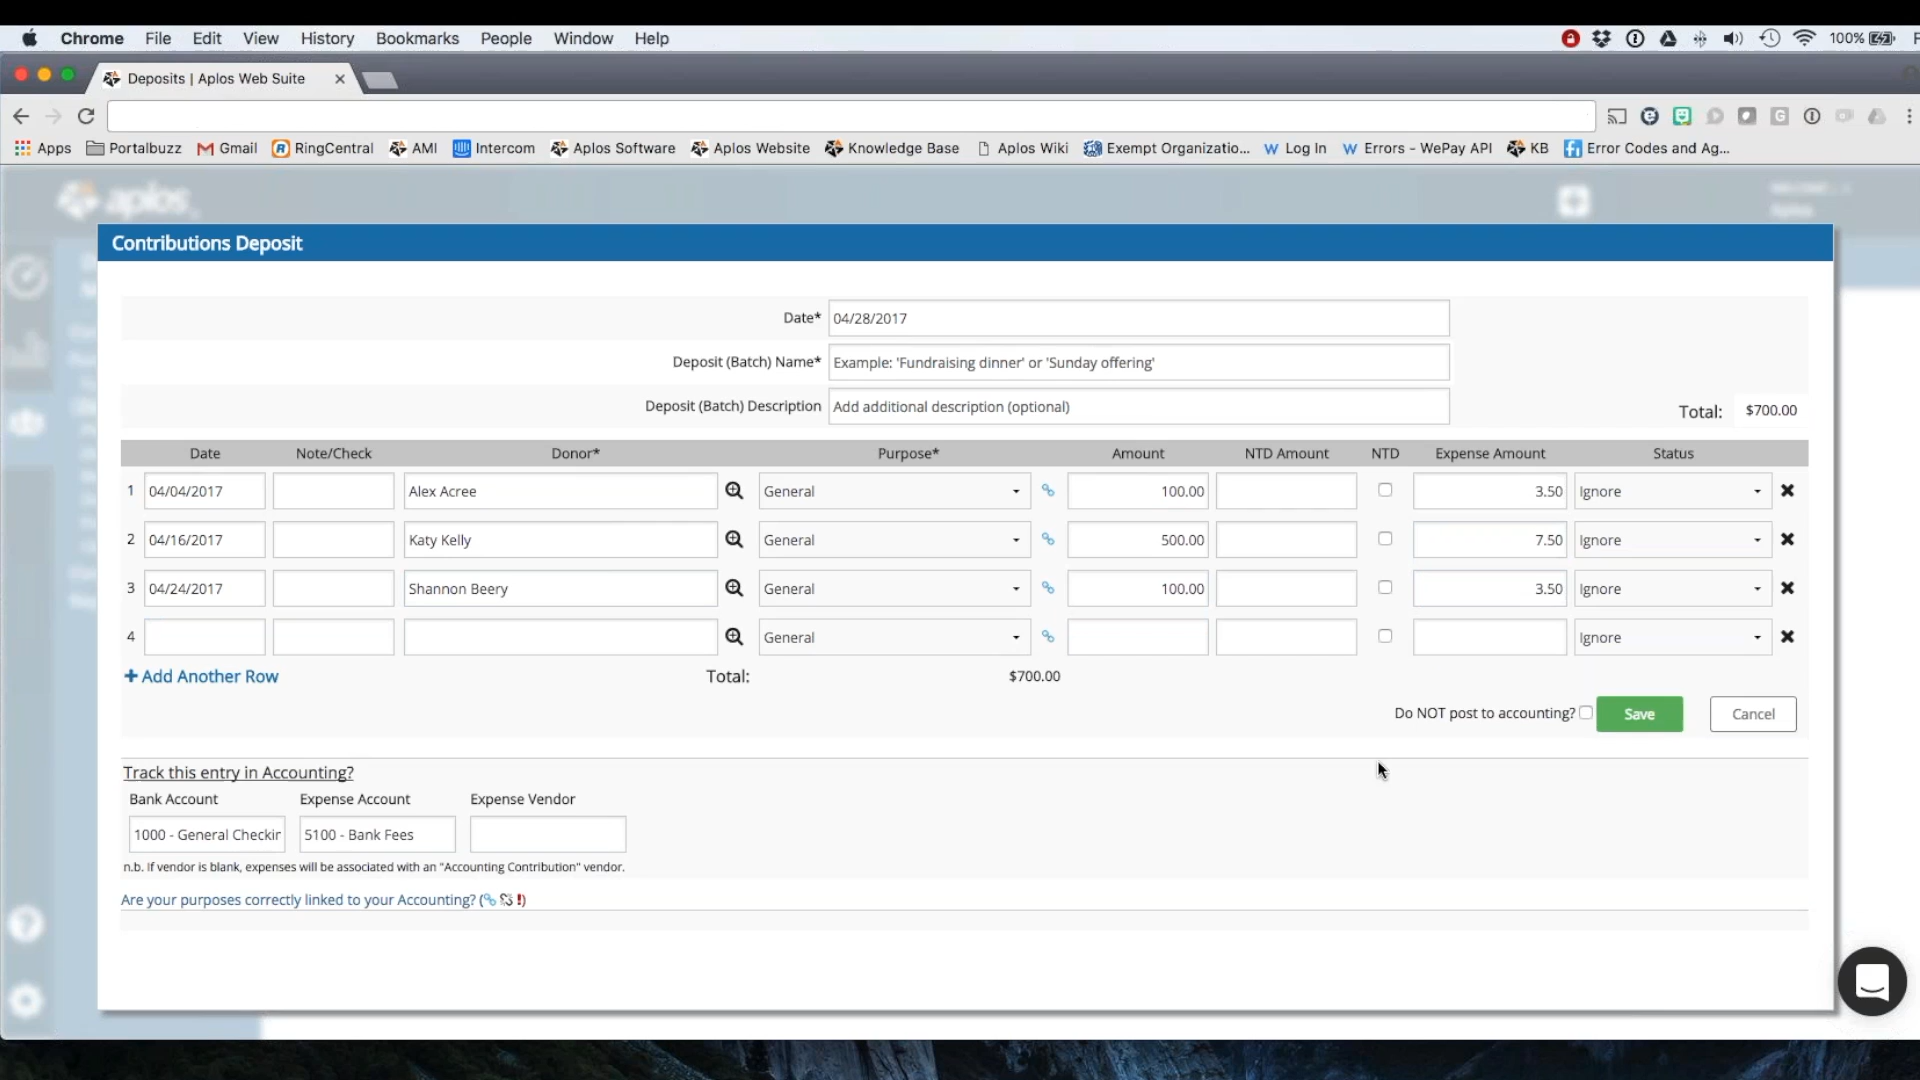 Chrome File Edit View History Bookmarks People Window Help 100%
Deposits | Aplos Web Suite
Apps Portalbuzz Gmail RingCentral AMI Intercom Aplos Software Aplos Website Knowledge Base Aplos Wiki Exempt Organizatio... Log In Errors - WePay API KB Error Codes and Ag...
aplos
Contributions Deposit
Date* 04/28/2017
Deposit (Batch) Name* Example: 'Fundraising dinner' or 'Sunday offering'
Deposit (Batch) Description Add additional description (optional) Total: $700.00
Date Note/Check Donor* Purpose* Amount NTD Amount NTD Expense Amount Status
1 04/04/2017 Alex Acree General 100.00 3.50 Ignore
2 04/16/2017 Katy Kelly General 500.00 7.50 Ignore
3 04/24/2017 Shannon Beery General 100.00 3.50 Ignore
4 General Ignore
Add Another Row Total: $700.00
Do NOT post to accounting? Save Cancel
Track this entry in Accounting?
Bank Account Expense Account Expense Vendor
1000 - General Checkin 5100 - Bank Fees
n.b. If vendor is blank, expenses will be associated with an "Accounting Contribution" vendor.
Are your purposes correctly linked to your Accounting? ( !)